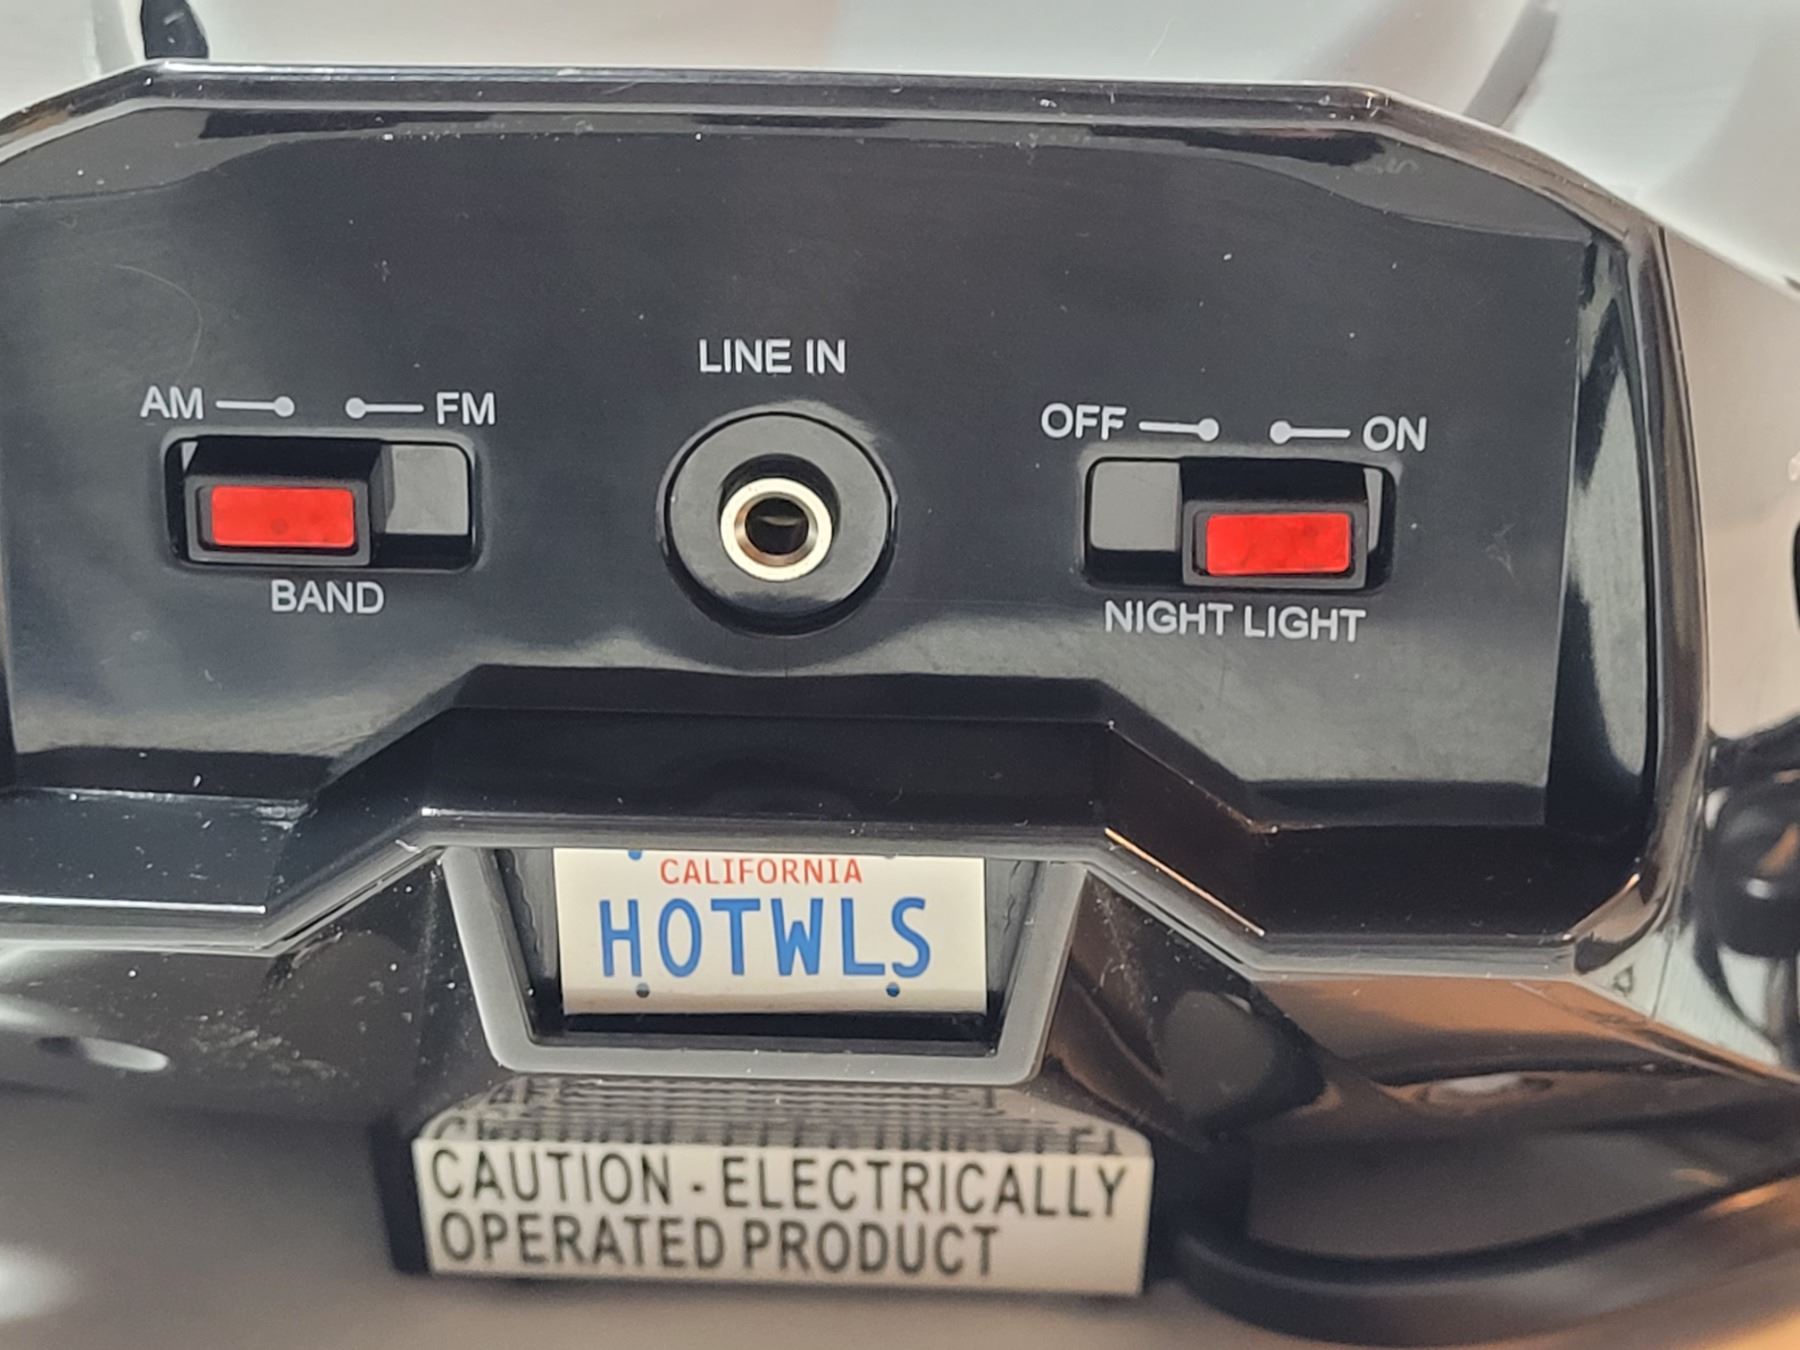 LINE IN
AM FM
OFF ON
BAND
NIGHT LIGHT
CALIFORNIA
HOTWLS
CAUTION - ELECTRICALLY
OPERATED PRODUCT